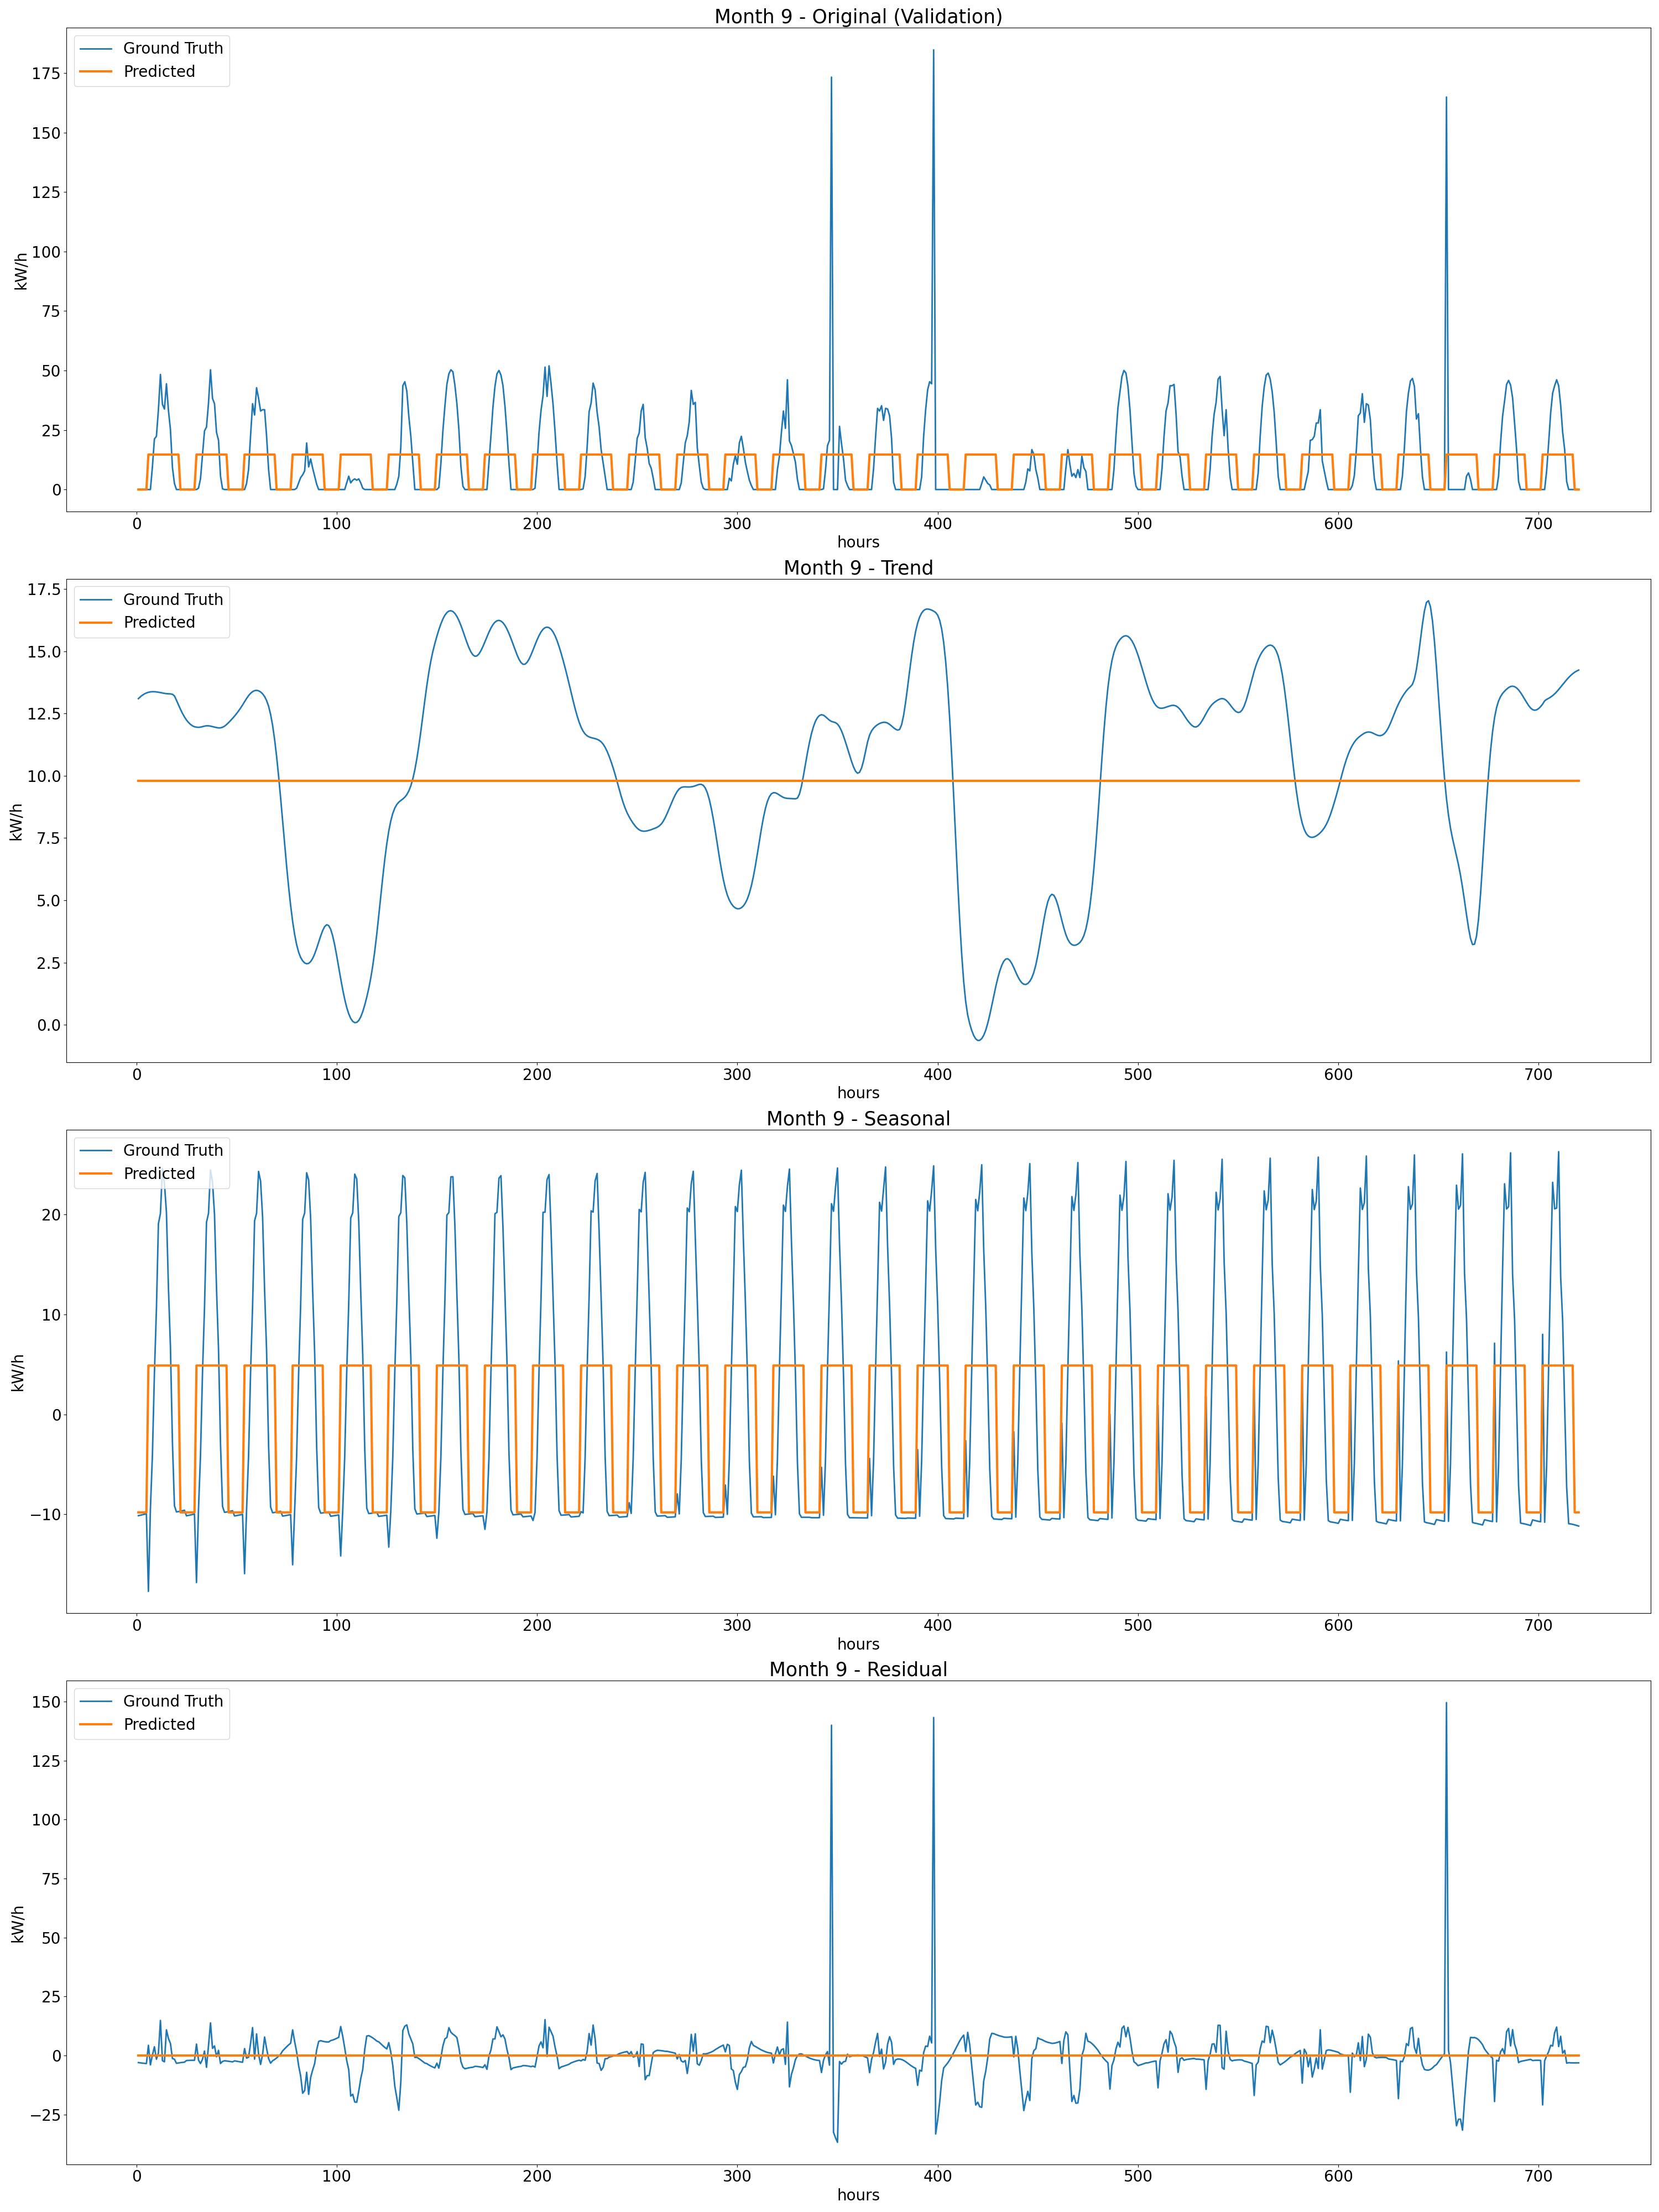 Month 9 - Original (Validation)
Ground Truth
Predicted
kW/h
175
150
125
100
75
50
25
0
0 100 200 300 400 500 600 700
hours
Month 9 - Trend
Ground Truth
Predicted
kW/h
17.5
15.0
12.5
10.0
7.5
5.0
2.5
0.0
0 100 200 300 400 500 600 700
hours
Month 9 - Seasonal
Ground Truth
Predicted
kW/h
20
10
0
−10
0 100 200 300 400 500 600 700
hours
Month 9 - Residual
Ground Truth
Predicted
kW/h
150
125
100
75
50
25
0
−25
0 100 200 300 400 500 600 700
hours